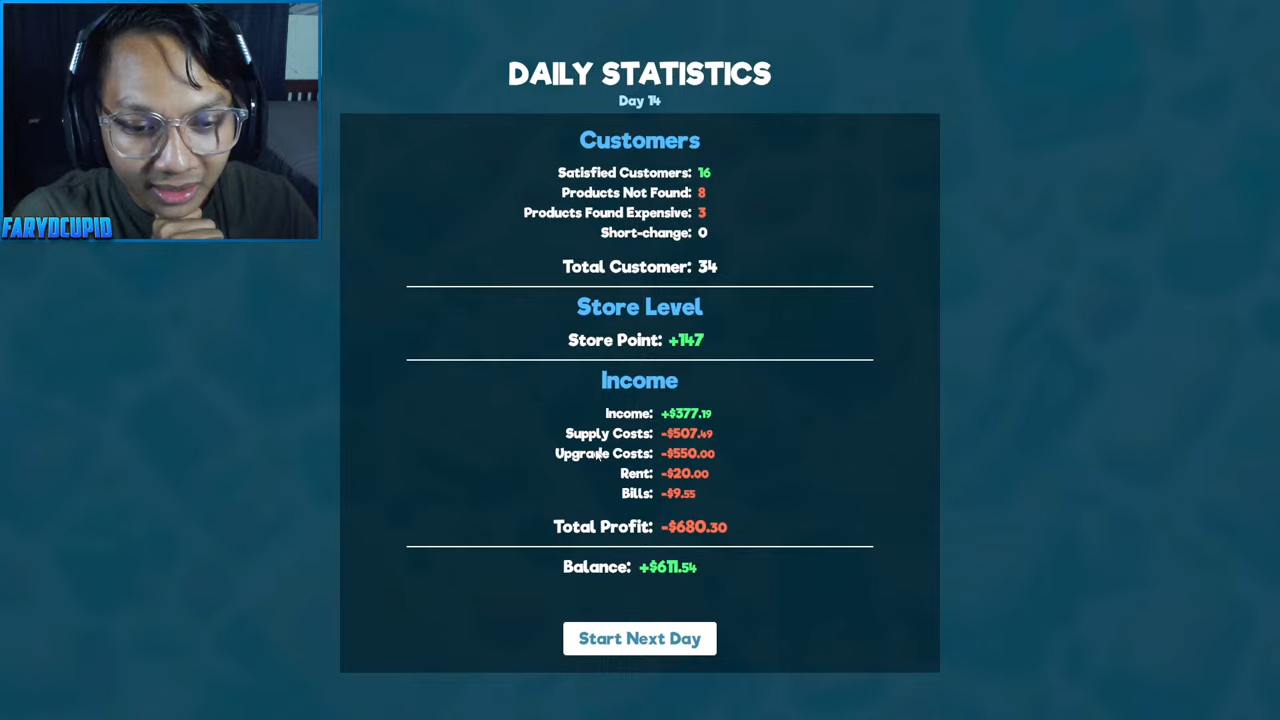 FARYDCUPID
DAILY STATISTICS
Day 14
Customers
Satisfied Customers: 16
Products Not Found: 8
Products Found Expensive: 3
Short-change: 0
Total Customer: 34
Store Level
Store Point: +147
Income
Income: +$377.19
Supply Costs: -$507.49
Upgrade Costs: -$550.00
Rent: -$20.00
Bills: -$9.55
Total Profit: -$680.30
Balance: +$611.54
Start Next Day